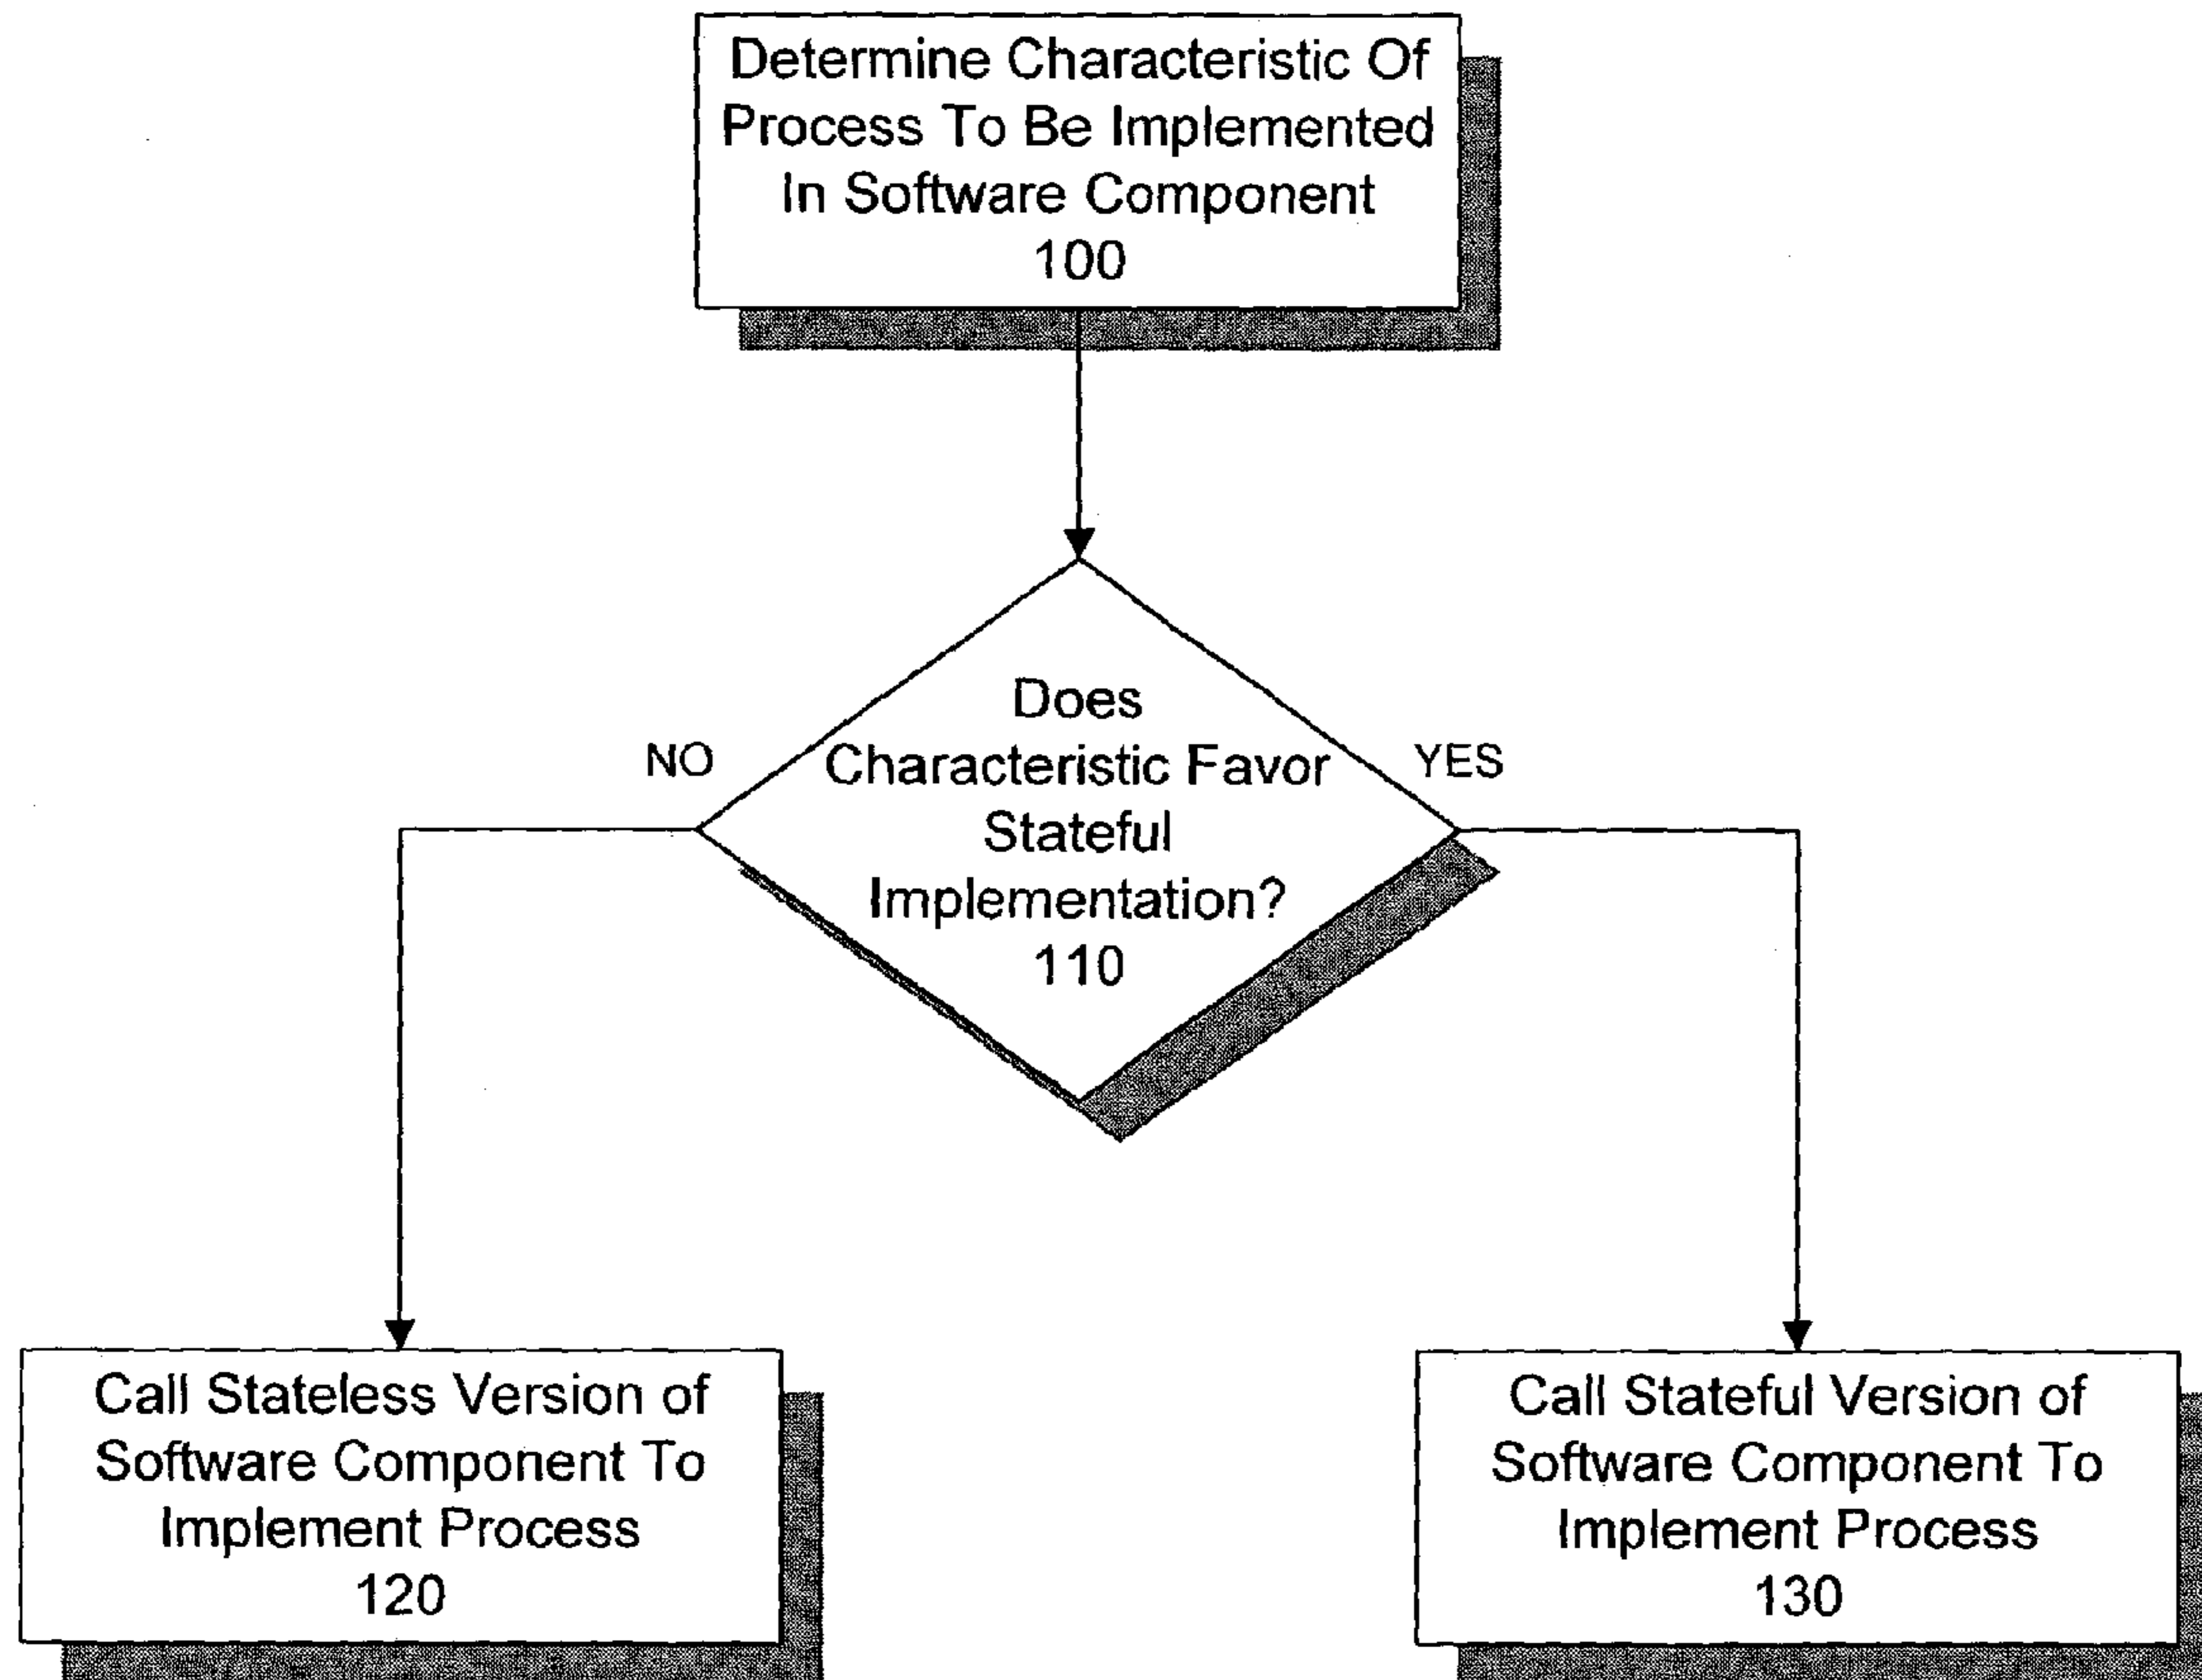 Determine Characteristic Of
Process To Be Implemented
In Software Component
100
Does
Characteristic Favor
Stateful
Implementation?
110
NO
YES
Call Stateless Version of
Software Component To
Implement Process
120
Call Stateful Version of
Software Component To
Implement Process
130